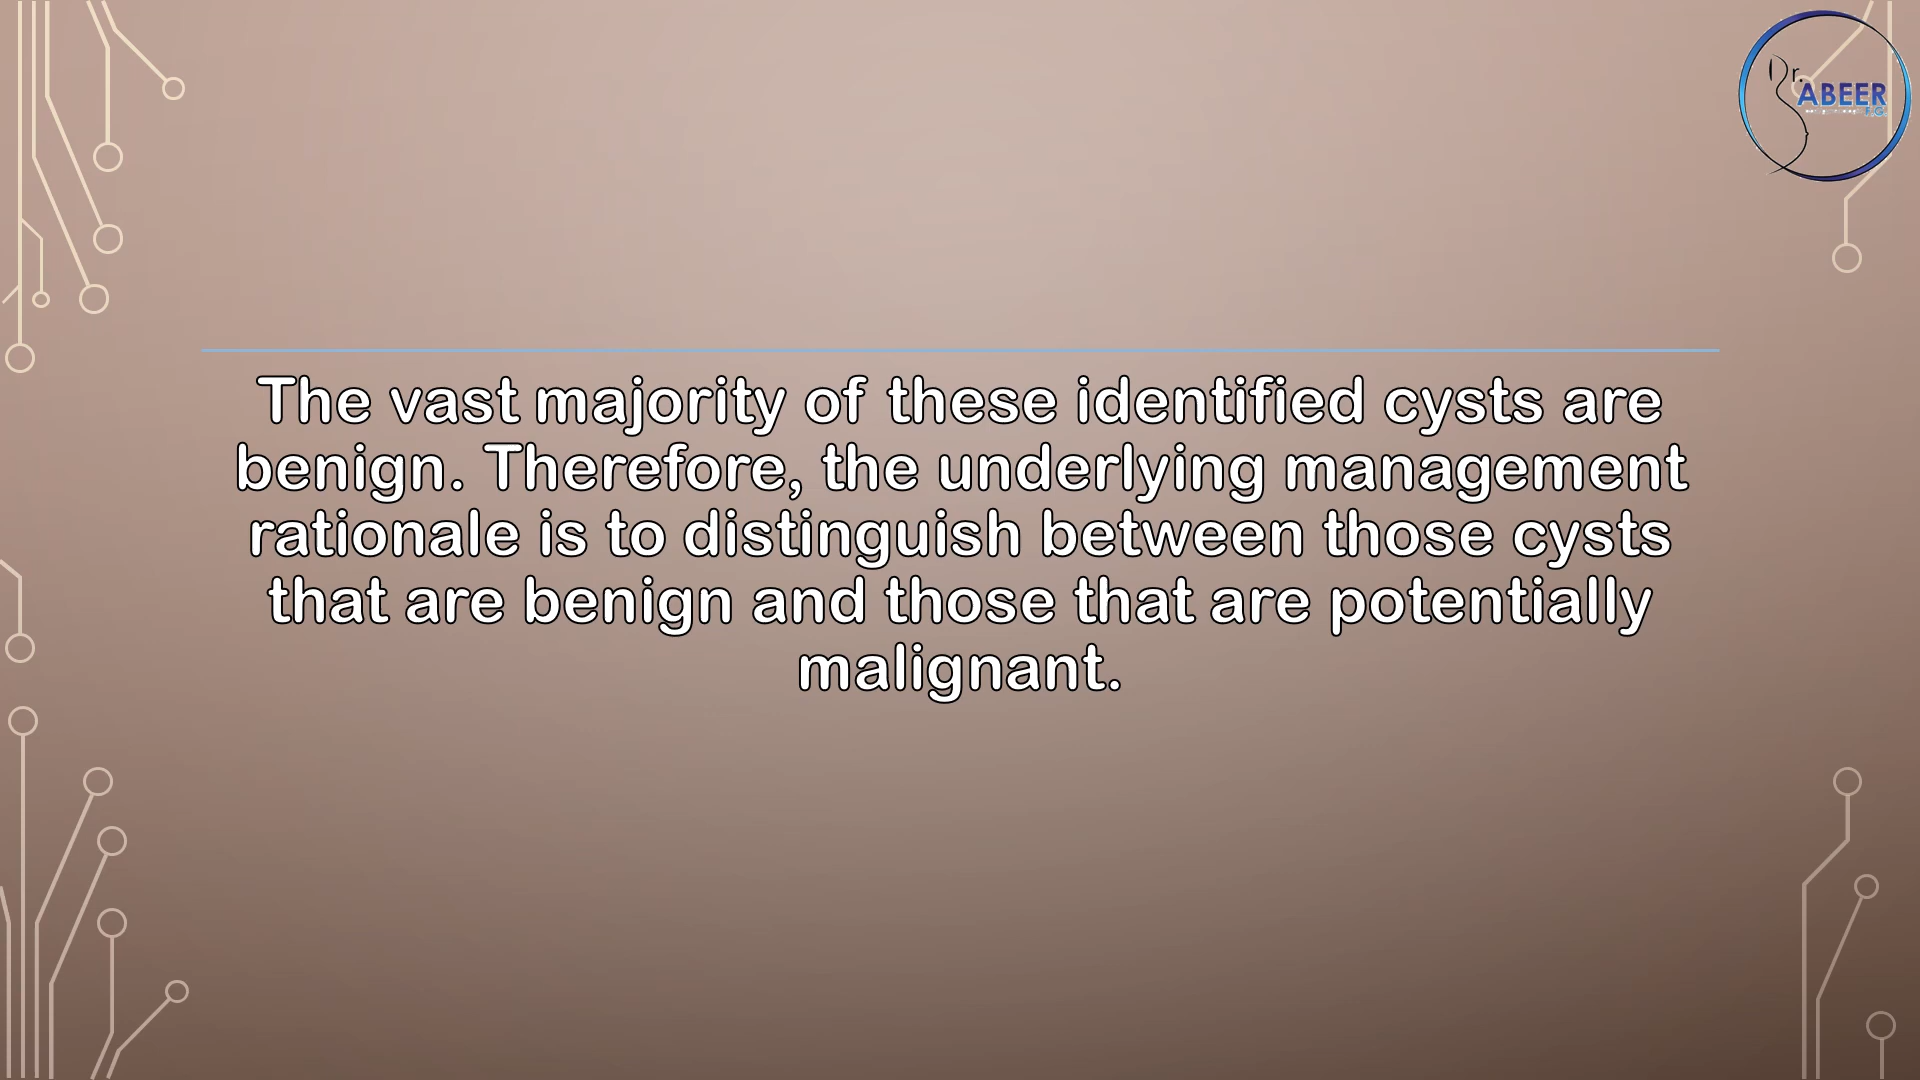 Dr.
ABEER
F.G.
The vast majority of these identified cysts are
benign. Therefore, the underlying management
rationale is to distinguish between those cysts
that are benign and those that are potentially
malignant.